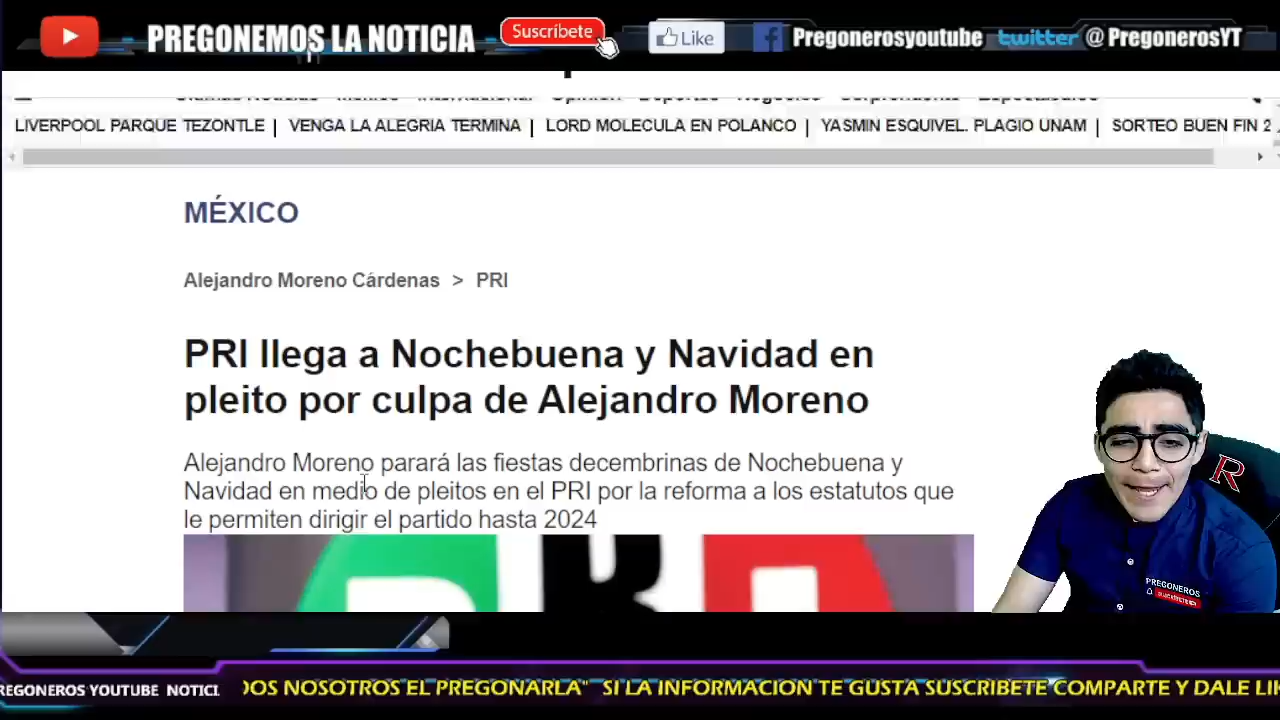 PREGONEMOS LA NOTICIA
Suscríbete
Like
Pregonerosyoutube
twitter @PregonerosYT
LIVERPOOL PARQUE TEZONTLE | VENGA LA ALEGRIA TERMINA | LORD MOLECULA EN POLANCO | YASMIN ESQUIVEL. PLAGIO UNAM | SORTEO BUEN FIN 2
MÉXICO
Alejandro Moreno Cárdenas > PRI
PRI llega a Nochebuena y Navidad en
pleito por culpa de Alejandro Moreno
Alejandro Moreno parará las fiestas decembrinas de Nochebuena y
Navidad en medio de pleitos en el PRI por la reforma a los estatutos que
le permiten dirigir el partido hasta 2024
R
PREGONEROS
REGONEROS YOUTUBE NOTICI
DOS NOSOTROS EL PREGONARLA" SI LA INFORMACION TE GUSTA SUSCRIBETE COMPARTE Y DALE LIK